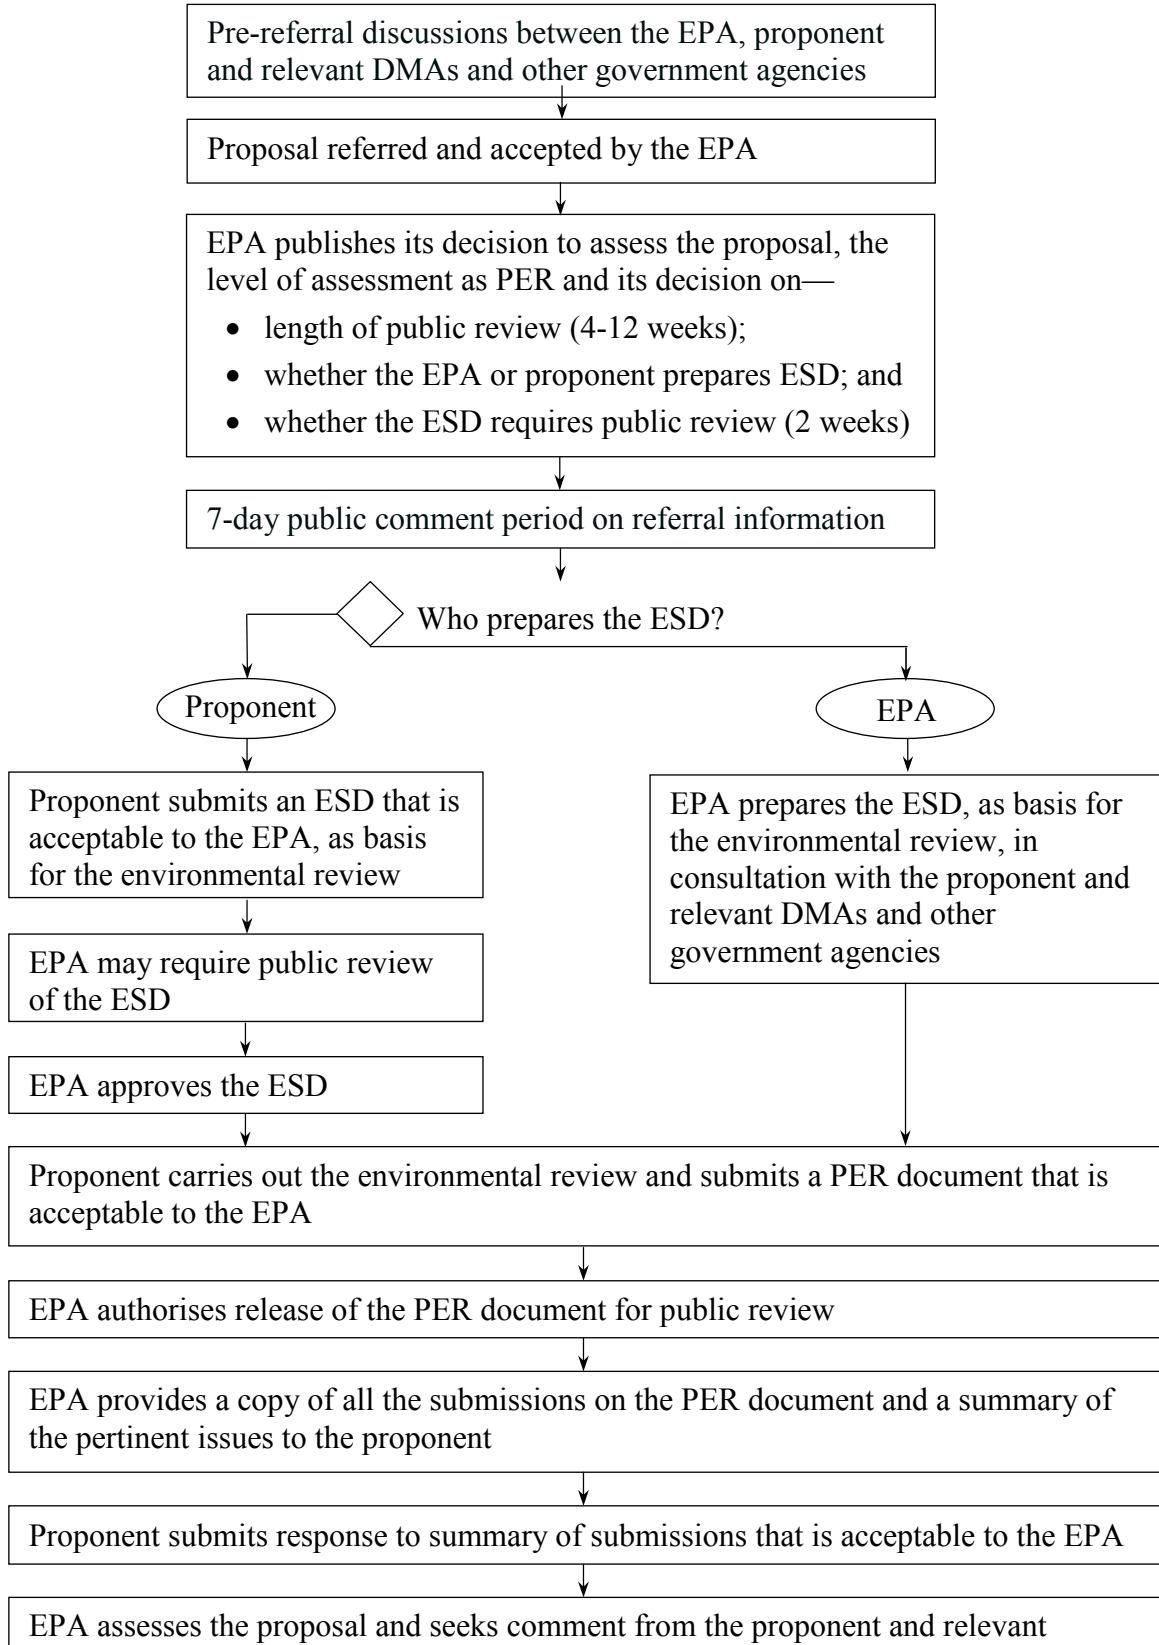 Pre-referral discussions between the EPA, proponent
and relevant DMAs and other government agencies
Proposal referred and accepted by the EPA
EPA publishes its decision to assess the proposal, the
level of assessment as PER and its decision on—
• length of public review (4-12 weeks);
• whether the EPA or proponent prepares ESD; and
• whether the ESD requires public review (2 weeks)
7-day public comment period on referral information
Who prepares the ESD?
Proponent
Proponent submits an ESD that is
acceptable to the EPA, as basis
for the environmental review
EPA may require public review
of the ESD
EPA approves the ESD
EPA
EPA prepares the ESD, as basis for
the environmental review, in
consultation with the proponent and
relevant DMAs and other
government agencies
Proponent carries out the environmental review and submits a PER document that is
acceptable to the EPA
EPA authorises release of the PER document for public review
EPA provides a copy of all the submissions on the PER document and a summary of
the pertinent issues to the proponent
Proponent submits response to summary of submissions that is acceptable to the EPA
EPA assesses the proposal and seeks comment from the proponent and relevant